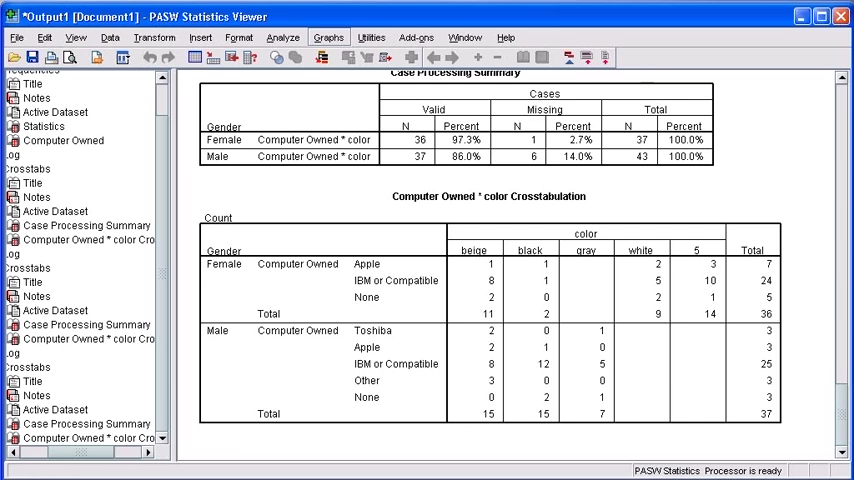 *Output1 [Document1] - PASW Statistics Viewer
File Edit View Data Transform Insert Format Analyze Graphs Utilities Add-ons Window Help
Frequencies
Title
Notes
Active Dataset
Statistics
Computer Owned
Log
Crosstabs
Title
Notes
Active Dataset
Case Processing Summary
Computer Owned * color Cro
Log
Crosstabs
Title
Notes
Active Dataset
Case Processing Summary
Computer Owned * color Cro
Log
Crosstabs
Title
Notes
Active Dataset
Case Processing Summary
Computer Owned * color Cro
Case Processing Summary
Cases
Valid Missing Total
Gender N Percent N Percent N Percent
Female Computer Owned * color 36 97.3% 1 2.7% 37 100.0%
Male Computer Owned * color 37 86.0% 6 14.0% 43 100.0%
Computer Owned * color Crosstabulation
Count
color
Gender beige black gray white 5 Total
Female Computer Owned Apple 1 1 2 3 7
IBM or Compatible 8 1 5 10 24
None 2 0 2 1 5
Total 11 2 9 14 36
Male Computer Owned Toshiba 2 0 1 3
Apple 2 1 0 3
IBM or Compatible 8 12 5 25
Other 3 0 0 3
None 0 2 1 3
Total 15 15 7 37
PASW Statistics Processor is ready